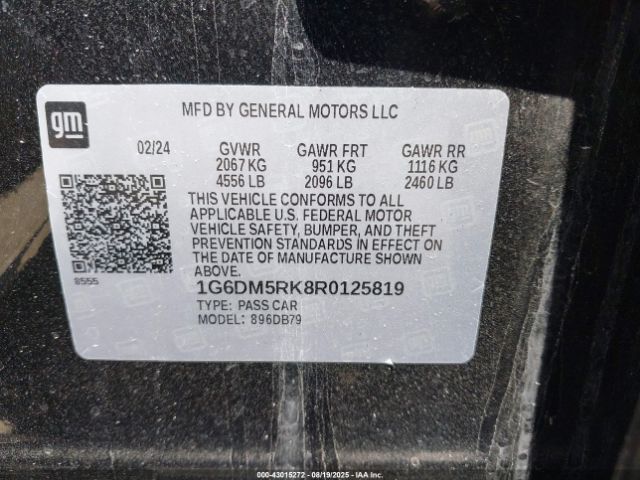 gm
MFD BY GENERAL MOTORS LLC
02/24 GVWR GAWR FRT GAWR RR
2067 KG 951 KG 1116 KG
4556 LB 2096 LB 2460 LB
THIS VEHICLE CONFORMS TO ALL
APPLICABLE U.S. FEDERAL MOTOR
VEHICLE SAFETY, BUMPER, AND THEFT
PREVENTION STANDARDS IN EFFECT ON
THE DATE OF MANUFACTURE SHOWN
ABOVE.
8555
1G6DM5RK8R0125819
TYPE: PASS CAR
MODEL: 896DB79
000-43015272 - 08/19/2025 - IAAI.COM